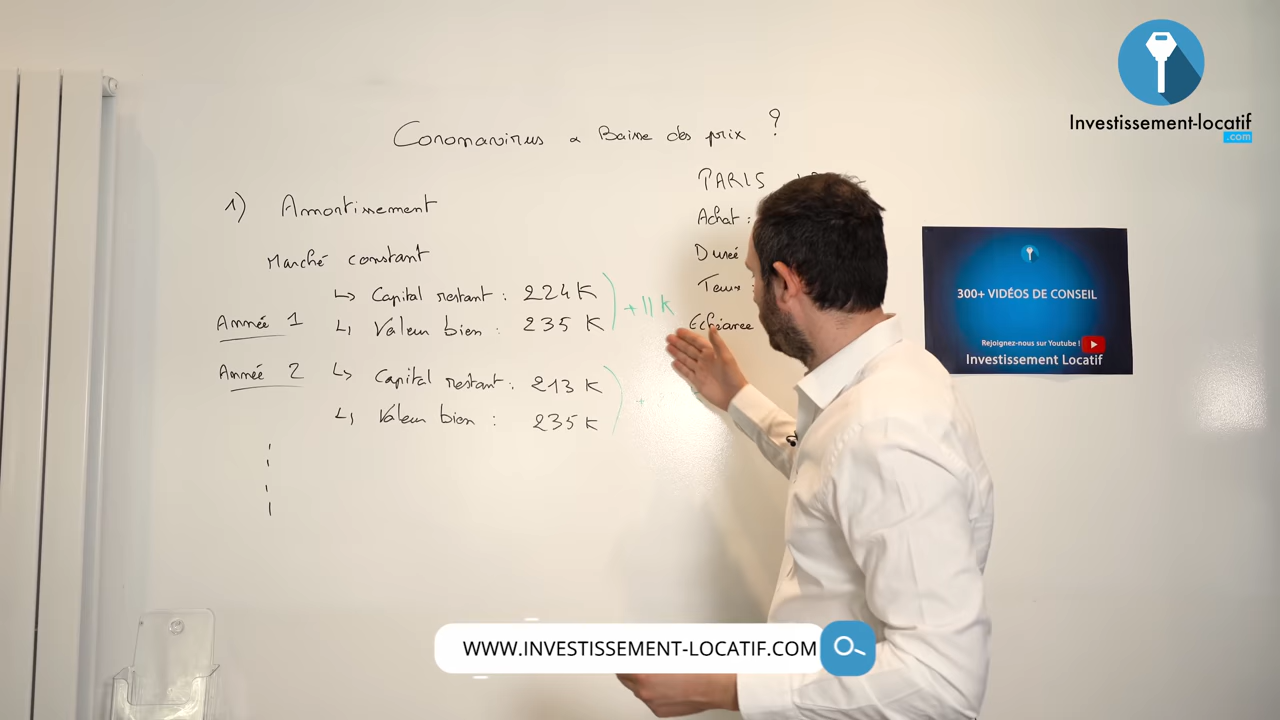 Coronavirus & Baisse des prix ?
1) Amortissement
Marché constant
Année 1
↳ Capital restant : 224 K
↳ Valeur bien : 235 K
+ 11 K
Année 2
↳ Capital restant : 213 K
↳ Valeur bien : 235 K
+
PARIS
Achat :
Durée
Taux :
Echéance
Investissement-locatif
.com
300+ VIDÉOS DE CONSEIL
Rejoignez-nous sur Youtube !
Investissement Locatif
WWW.INVESTISSEMENT-LOCATIF.COM